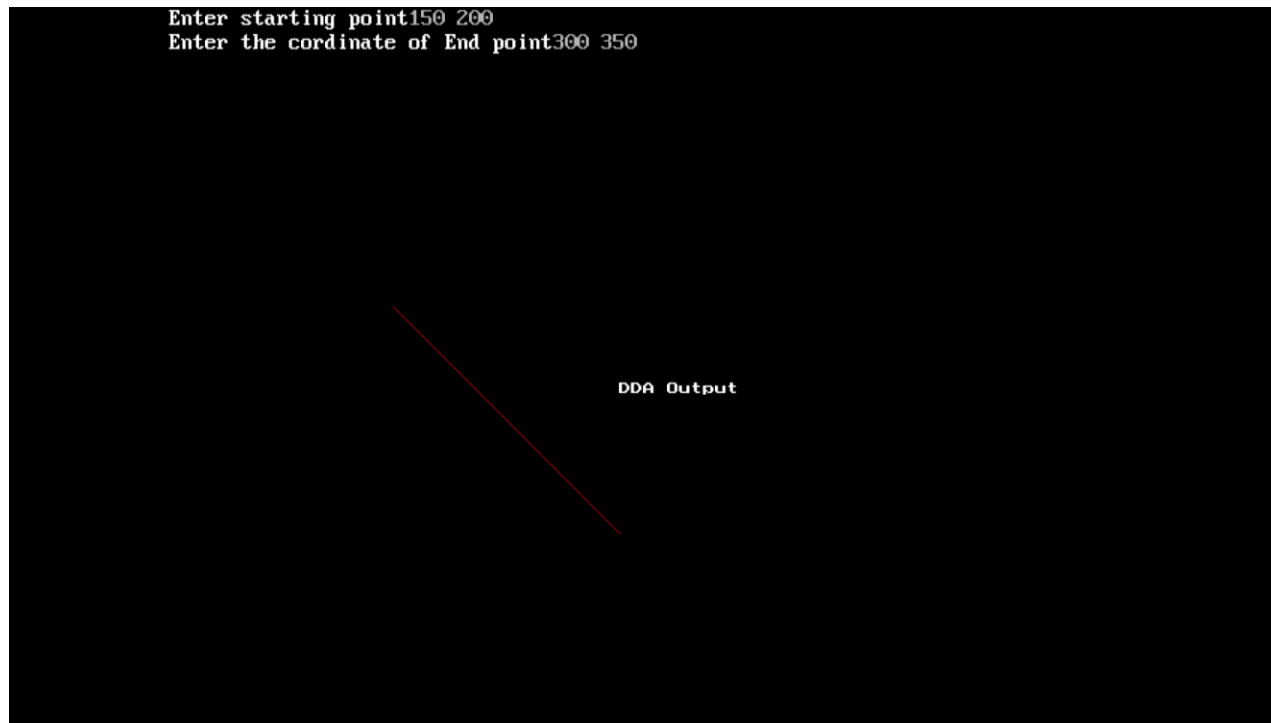 Enter starting point150 200
Enter the cordinate of End point300 350
DDA Output